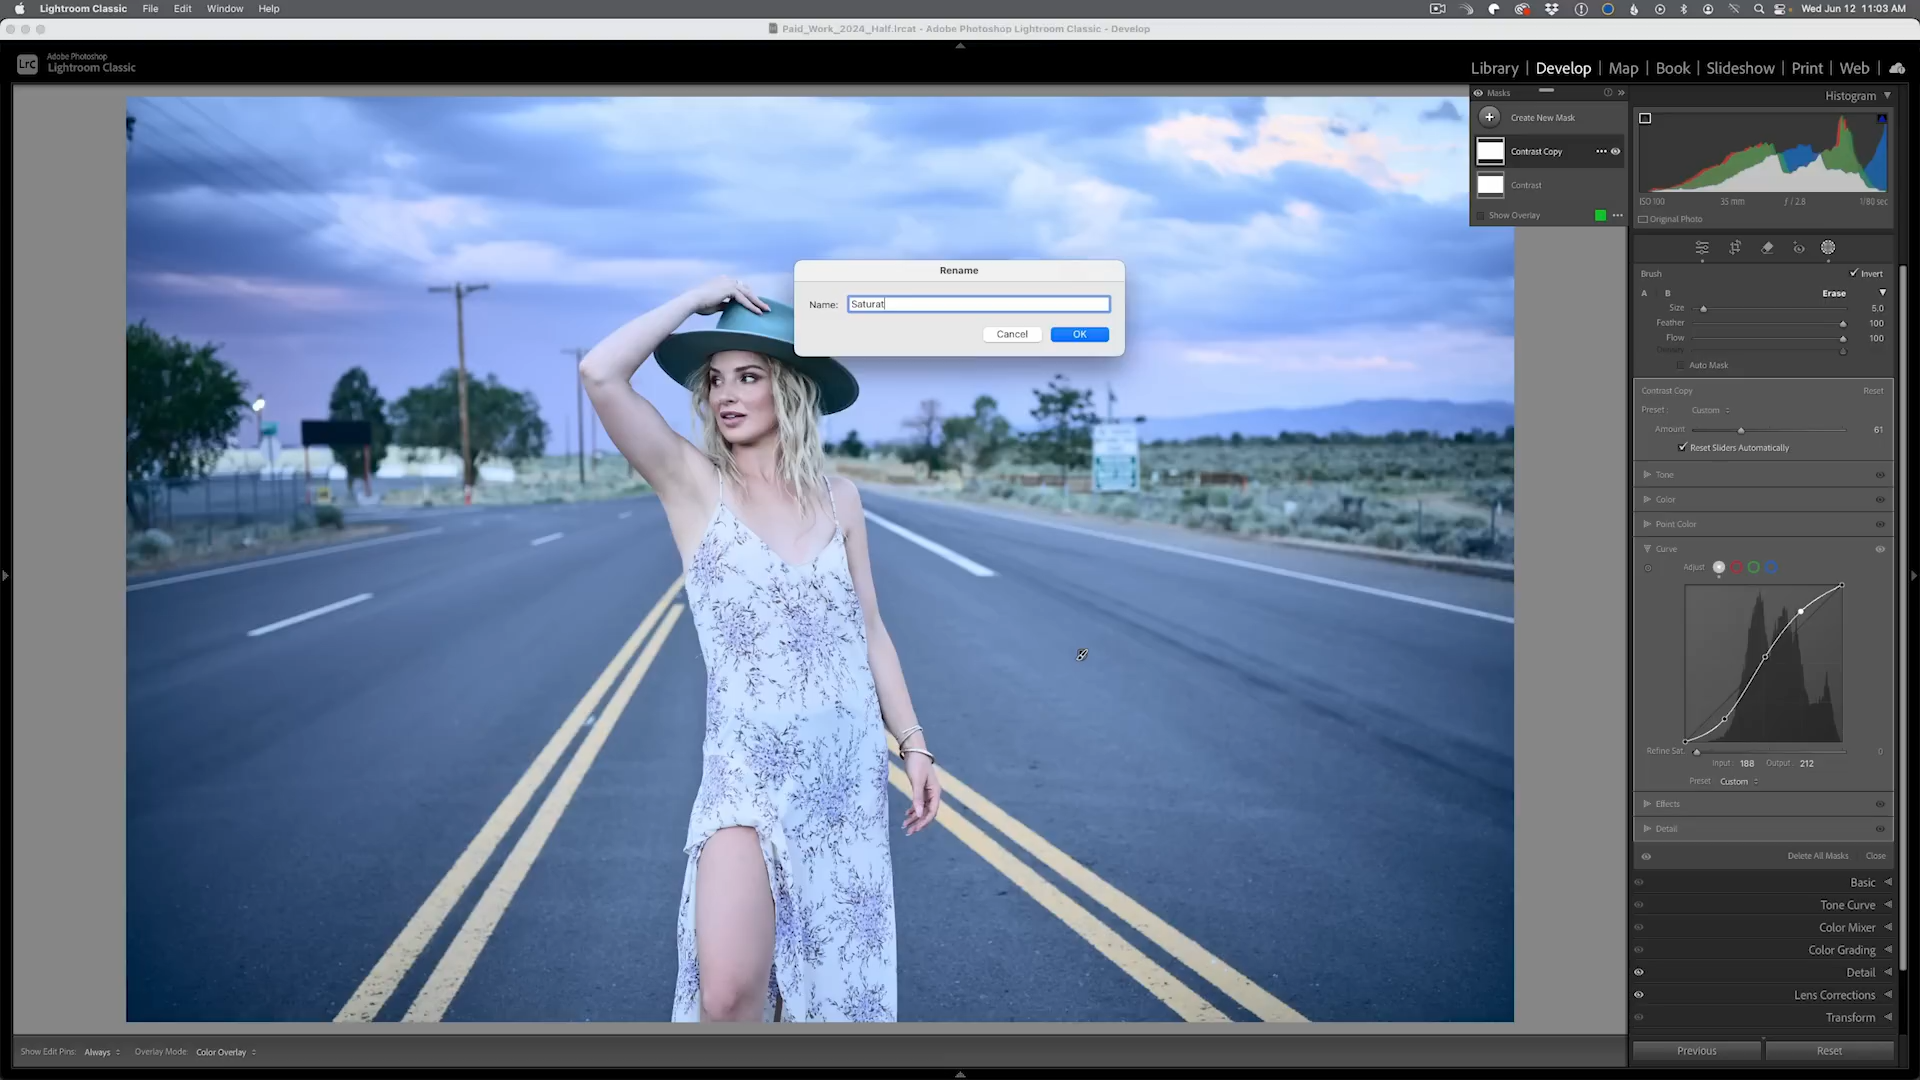 Lightroom Classic File Edit Window Help
Wed Jun 12 11:03 AM
Paid_Work_2024_Half.lrcat - Adobe Photoshop Lightroom Classic - Develop
LrC
Adobe Photoshop
Lightroom Classic
Library | Develop | Map | Book | Slideshow | Print | Web |
Masks
Create New Mask
Contrast Copy
Contrast
Show Overlay
Histogram
ISO 100 35 mm ƒ / 2.8 1/80 sec
Original Photo
Rename
Name: Saturat
Cancel OK
Brush Invert
A B Erase
Size 5.0
Feather 100
Flow 100
Density
Auto Mask
Contrast Copy Reset
Preset: Custom
Amount 61
Reset Sliders Automatically
Tone
Color
Point Color
Curve
Adjust
Refine Sat. 0
Input: 188 Output: 212
Preset: Custom
Effects
Detail
Delete All Masks Close
Basic
Tone Curve
Color Mixer
Color Grading
Detail
Lens Corrections
Transform
Previous Reset
Show Edit Pins: Always Overlay Mode: Color Overlay